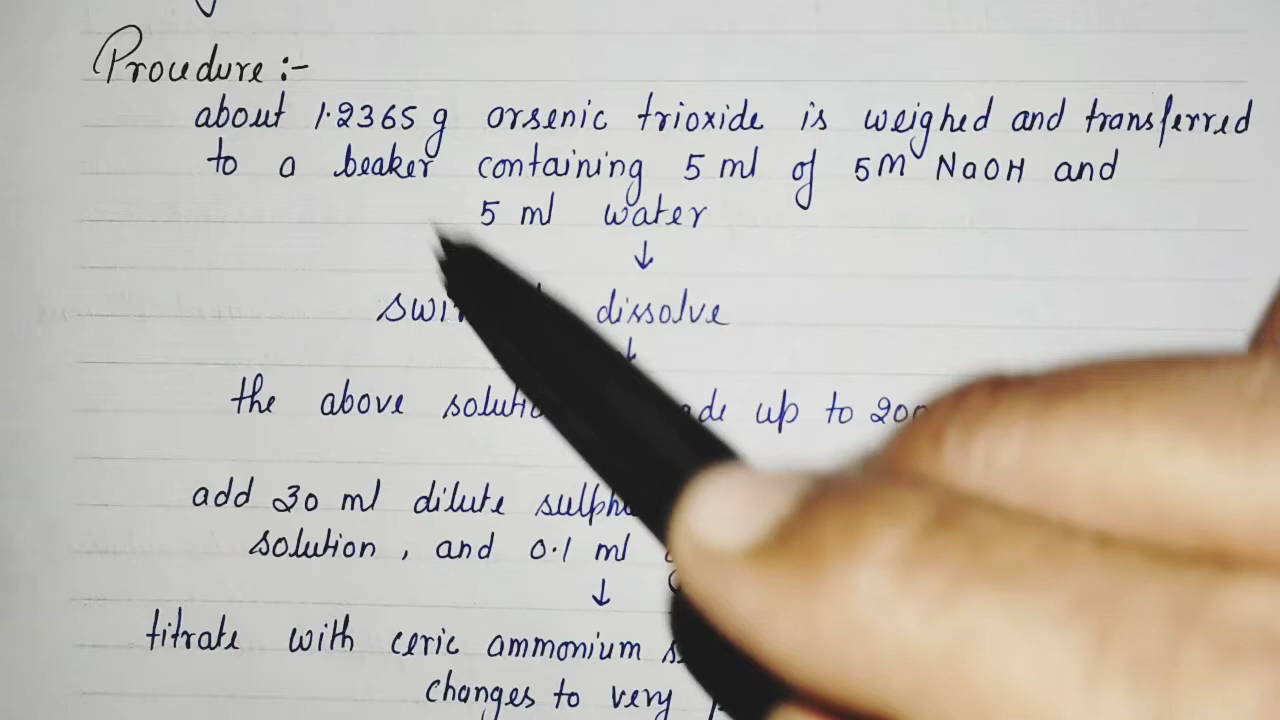 Procedure :-
about 1.2365 g arsenic trioxide is weighed and transferred
to a beaker containing 5 ml of 5M NaOH and
5 ml water
↓
dissolve
↓
the above up to
add 30 ml dilute
solution, and 0.1 ml
↓
titrate with ceric ammonium
changes to very